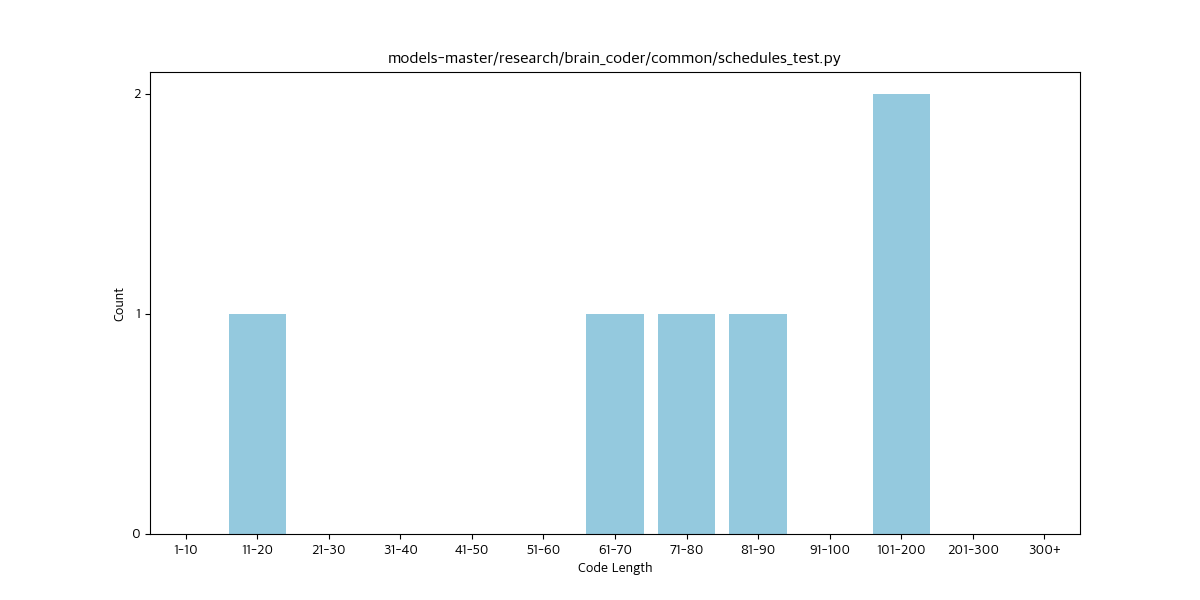 models-master/research/brain_coder/common/schedules_test.py
Count
2
1
0
1-10 11-20 21-30 31-40 41-50 51-60 61-70 71-80 81-90 91-100 101-200 201-300 300+
Code Length